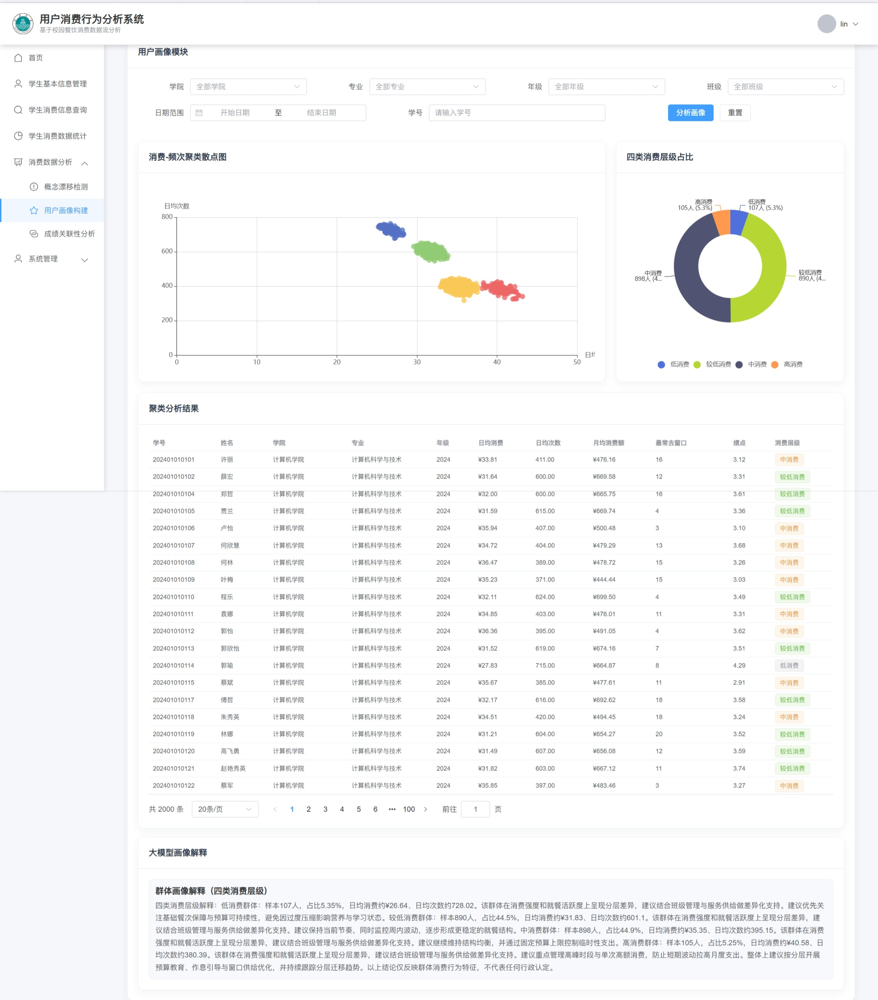 用户消费行为分析系统
基于校园餐饮消费数据流分析
lin
首页
学生基本信息管理
学生消费信息查询
学生消费数据统计
消费数据分析
概念漂移检测
用户画像构建
成绩关联性分析
系统管理
用户画像模块
学院 全部学院 专业 全部专业 年级 全部年级 班级 全部班级
日期范围 开始日期 至 结束日期 学号 请输入学号 分析画像 重置
消费-频次聚类散点图
日均次数
800
600
400
200
0
0 10 20 30 40 50
日均
四类消费层级占比
高消费
105人 (5.3%)
低消费
107人 (5.3%)
中消费
898人 (4...
较低消费
890人 (4...
低消费 较低消费 中消费 高消费
聚类分析结果
学号 姓名 学院 专业 年级 日均消费 日均次数 月均消费额 最常去窗口 绩点 消费层级
202401010101 许丽 计算机学院 计算机科学与技术 2024 ¥33.81 411.00 ¥476.16 16 3.12 中消费
202401010102 薛宏 计算机学院 计算机科学与技术 2024 ¥31.64 600.00 ¥669.58 12 3.31 较低消费
202401010104 郑哲 计算机学院 计算机科学与技术 2024 ¥32.00 600.00 ¥665.75 16 3.61 较低消费
202401010105 贾兰 计算机学院 计算机科学与技术 2024 ¥31.59 615.00 ¥669.74 4 3.36 较低消费
202401010106 卢怡 计算机学院 计算机科学与技术 2024 ¥35.94 407.00 ¥500.48 3 3.10 中消费
202401010107 何欣慧 计算机学院 计算机科学与技术 2024 ¥34.72 404.00 ¥479.29 13 3.68 中消费
202401010108 何林 计算机学院 计算机科学与技术 2024 ¥36.47 389.00 ¥478.72 15 3.26 中消费
202401010109 叶梅 计算机学院 计算机科学与技术 2024 ¥35.23 371.00 ¥444.44 15 3.03 中消费
202401010110 程乐 计算机学院 计算机科学与技术 2024 ¥32.11 624.00 ¥699.50 4 3.49 较低消费
202401010111 袁娜 计算机学院 计算机科学与技术 2024 ¥34.85 403.00 ¥476.01 11 3.31 中消费
202401010112 郭怡 计算机学院 计算机科学与技术 2024 ¥36.36 395.00 ¥491.05 4 3.62 中消费
202401010113 郭欣怡 计算机学院 计算机科学与技术 2024 ¥31.52 619.00 ¥674.16 7 3.51 较低消费
202401010114 郭瑜 计算机学院 计算机科学与技术 2024 ¥27.83 715.00 ¥664.87 8 4.29 低消费
202401010115 蔡斌 计算机学院 计算机科学与技术 2024 ¥35.67 385.00 ¥477.61 11 2.91 中消费
202401010117 傅哲 计算机学院 计算机科学与技术 2024 ¥32.17 616.00 ¥692.62 18 3.58 较低消费
202401010118 朱秀英 计算机学院 计算机科学与技术 2024 ¥34.51 420.00 ¥494.45 18 3.24 中消费
202401010119 林娜 计算机学院 计算机科学与技术 2024 ¥31.21 604.00 ¥654.27 20 3.52 较低消费
202401010120 高飞勇 计算机学院 计算机科学与技术 2024 ¥31.49 607.00 ¥656.08 12 3.59 较低消费
202401010121 赵艳秀英 计算机学院 计算机科学与技术 2024 ¥31.82 603.00 ¥667.12 11 3.74 较低消费
202401010122 蔡军 计算机学院 计算机科学与技术 2024 ¥35.85 397.00 ¥483.46 3 3.27 中消费
共 2000 条 20条/页 1 2 3 4 5 6 ••• 100 前往 1 页
大模型画像解释
群体画像解释（四类消费层级）
四类消费层级解释：低消费群体：样本107人，占比5.35%，日均消费约¥26.64、日均次数约728.02。该群体在消费强度和就餐活跃度上呈现分层差异，建议结合班级管理与服务供给做差异化支持。建议优先关
注基础餐次保障与预算可持续性，避免因过度压缩影响营养与学习状态。较低消费群体：样本890人，占比44.5%，日均消费约¥31.83、日均次数约601.1。该群体在消费强度和就餐活跃度上呈现分层差异，建
议结合班级管理与服务供给做差异化支持。建议保持当前节奏，同时监控周内波动，逐步形成更稳定的就餐结构。中消费群体：样本898人，占比44.9%，日均消费约¥35.35、日均次数约395.15。该群体在消费
强度和就餐活跃度上呈现分层差异，建议结合班级管理与服务供给做差异化支持。建议继续维持结构均衡，并通过固定预算上限控制临时性支出。高消费群体：样本105人，占比5.25%，日均消费约¥40.58、日
均次数约380.39。该群体在消费强度和就餐活跃度上呈现分层差异，建议结合班级管理与服务供给做差异化支持。建议重点管理高峰时段与单次高额消费，防止短期波动拉高月度支出。整体上建议按分层开展
预算教育、作息引导与窗口供给优化，并持续跟踪分层迁移趋势。以上结论仅反映群体消费行为特征，不代表任何行政认定。